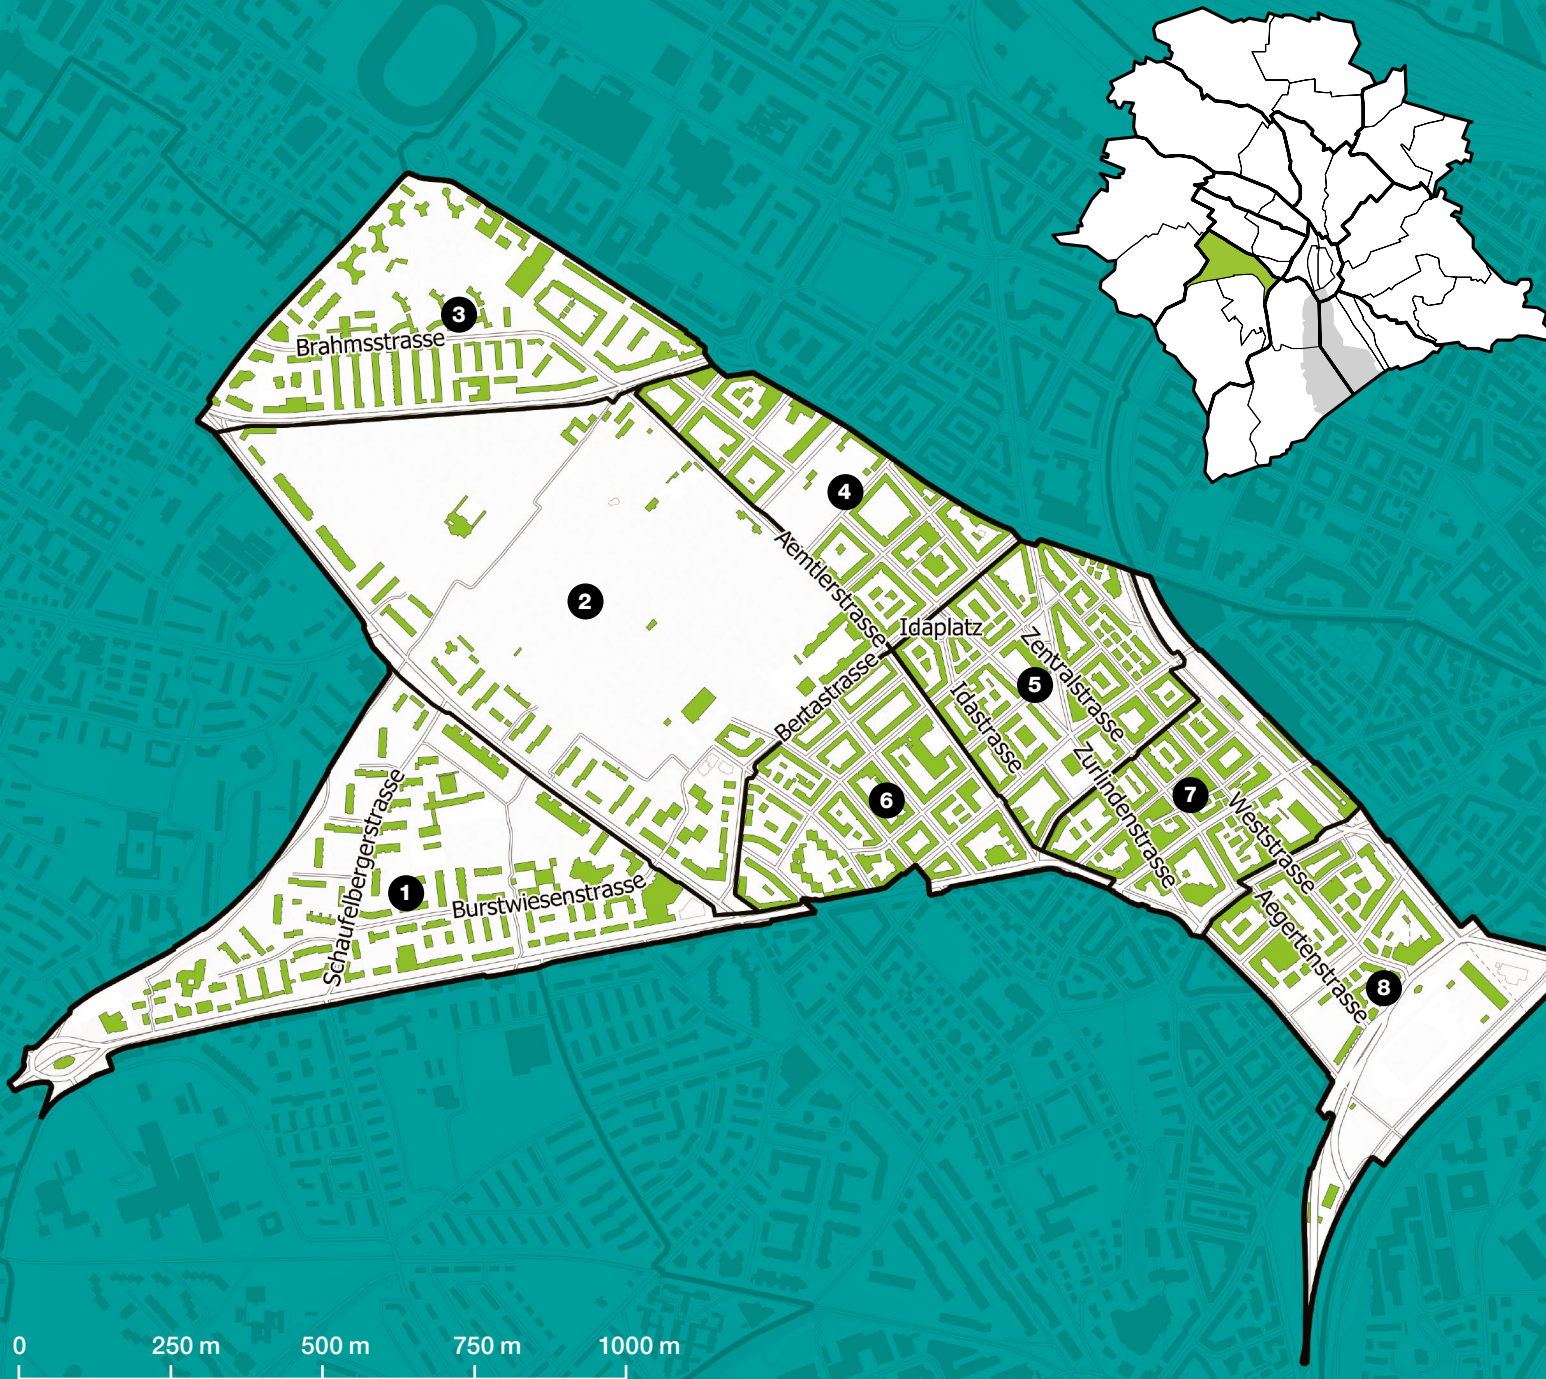 3
Brahmsstrasse
4
Aemtlerstrasse
2
Idaplatz
Zentralstrasse
5
Bertastrasse
Idastrasse
Zurlindenstrasse
6
7
Weststrasse
Schaufelbergerstrasse
1
Burstwiesenstrasse
Aegertenstrasse
8
0 250 m 500 m 750 m 1000 m